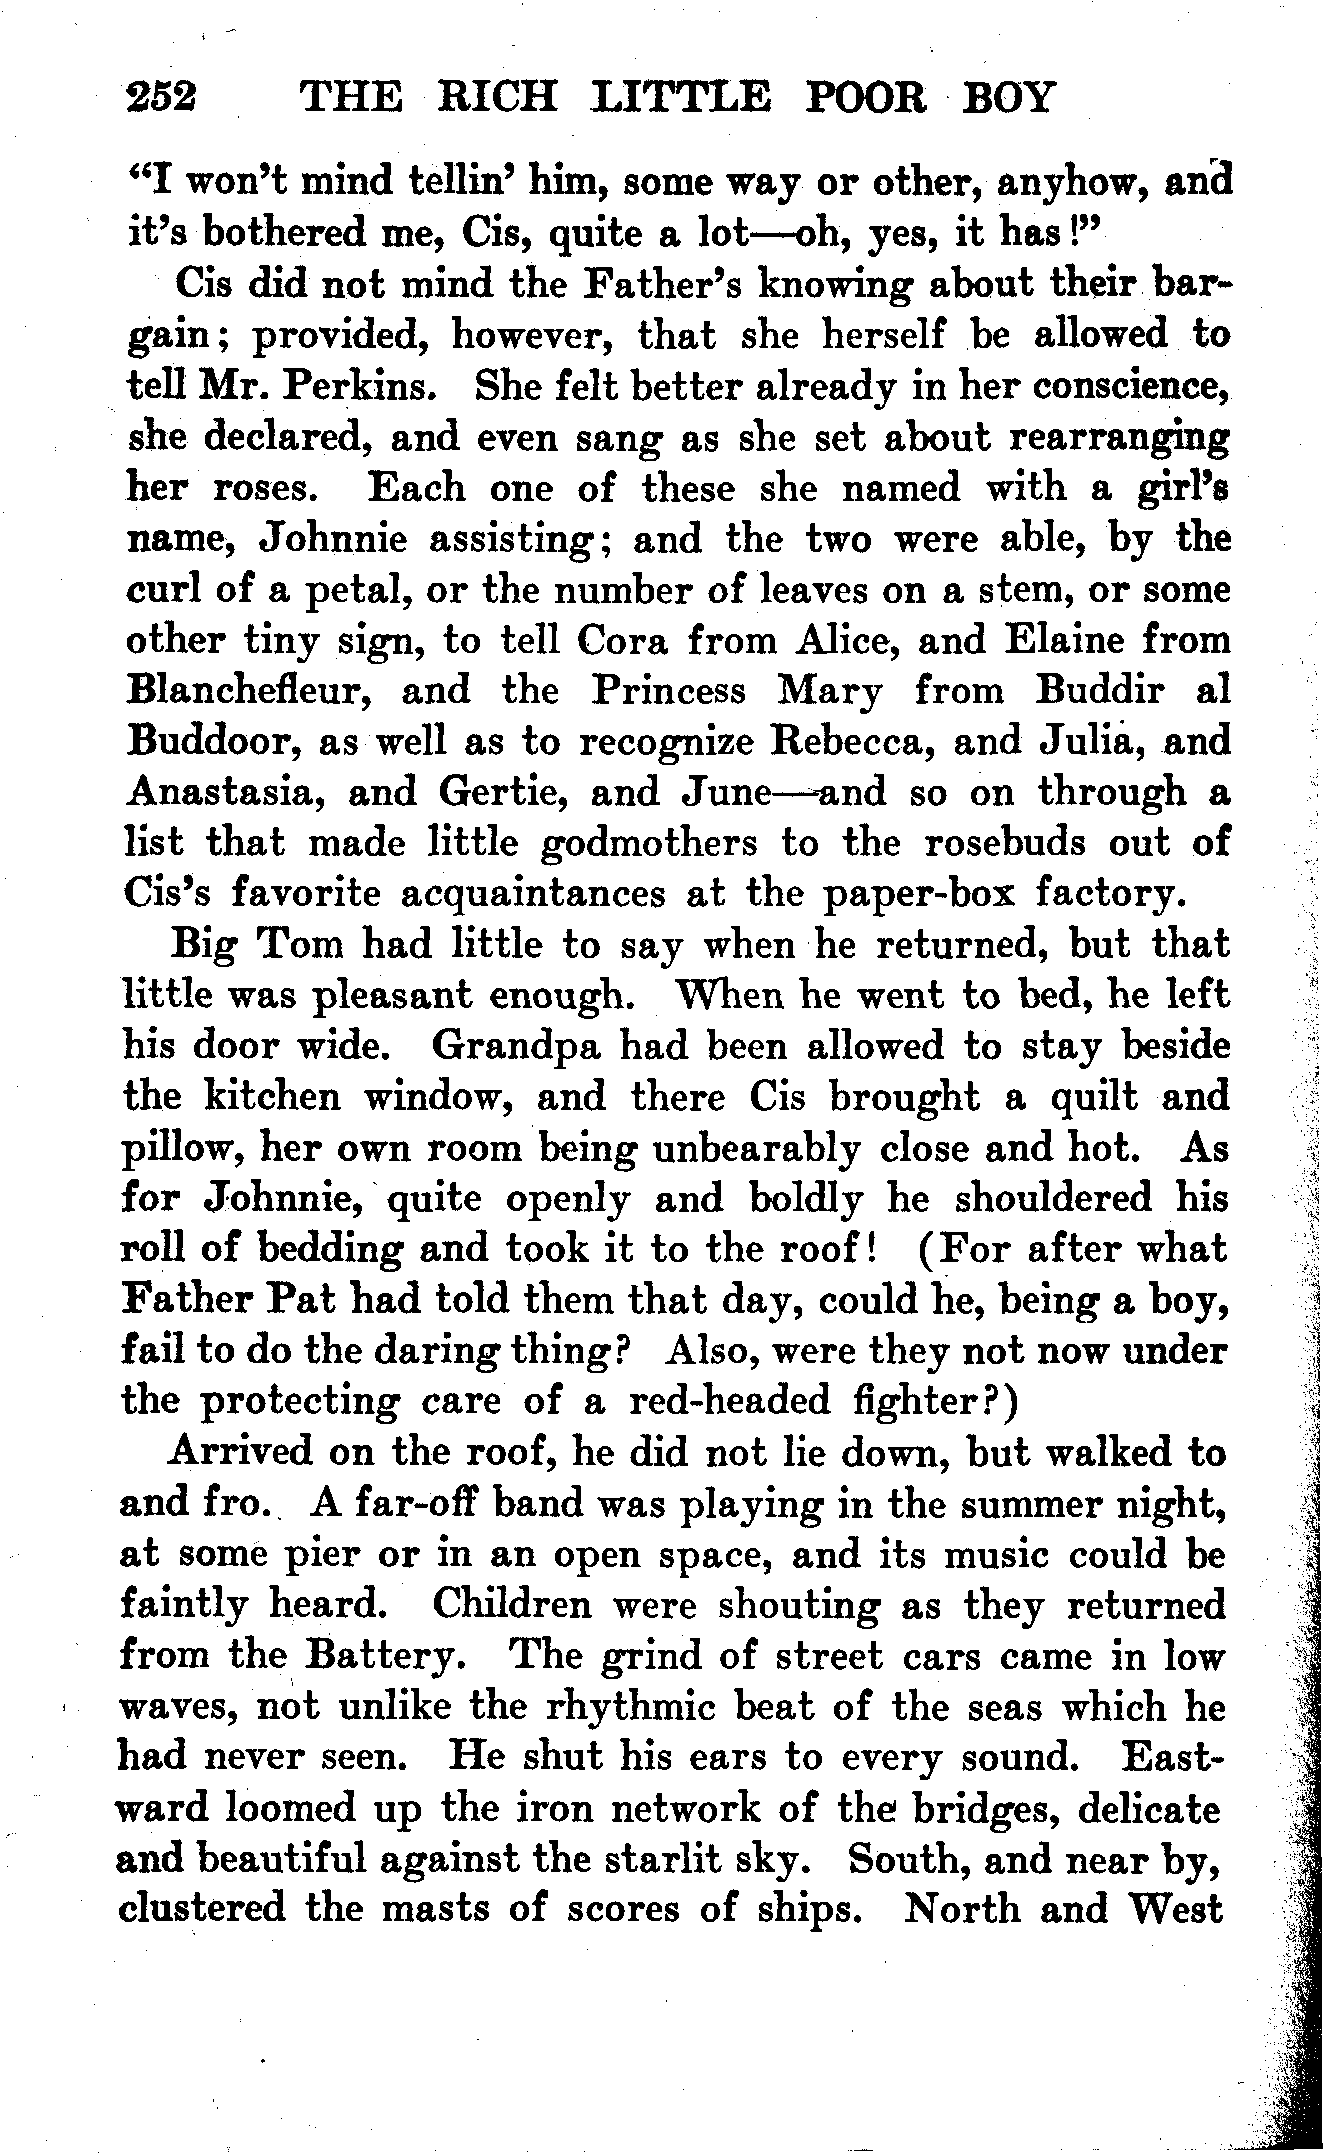 252 THE RICH LITTLE POOR BOY
"I won't mind tellin' him, some way or other, anyhow, and
it's bothered me, Cis, quite a lot—oh, yes, it has!"
Cis did not mind the Father's knowing about their bar-
gain; provided, however, that she herself be allowed to
tell Mr. Perkins. She felt better already in her conscience,
she declared, and even sang as she set about rearranging
her roses. Each one of these she named with a girl's
name, Johnnie assisting; and the two were able, by the
curl of a petal, or the number of leaves on a stem, or some
other tiny sign, to tell Cora from Alice, and Elaine from
Blanchefleur, and the Princess Mary from Buddir al
Buddoor, as well as to recognize Rebecca, and Julia, and
Anastasia, and Gertie, and June—and so on through a
list that made little godmothers to the rosebuds out of
Cis's favorite acquaintances at the paper-box factory.
Big Tom had little to say when he returned, but that
little was pleasant enough. When he went to bed, he left
his door wide. Grandpa had been allowed to stay beside
the kitchen window, and there Cis brought a quilt and
pillow, her own room being unbearably close and hot. As
for Johnnie, quite openly and boldly he shouldered his
roll of bedding and took it to the roof! (For after what
Father Pat had told them that day, could he, being a boy,
fail to do the daring thing? Also, were they not now under
the protecting care of a red-headed fighter?)
Arrived on the roof, he did not lie down, but walked to
and fro. A far-off band was playing in the summer night,
at some pier or in an open space, and its music could be
faintly heard. Children were shouting as they returned
from the Battery. The grind of street cars came in low
waves, not unlike the rhythmic beat of the seas which he
had never seen. He shut his ears to every sound. East-
ward loomed up the iron network of the bridges, delicate
and beautiful against the starlit sky. South, and near by,
clustered the masts of scores of ships. North and West